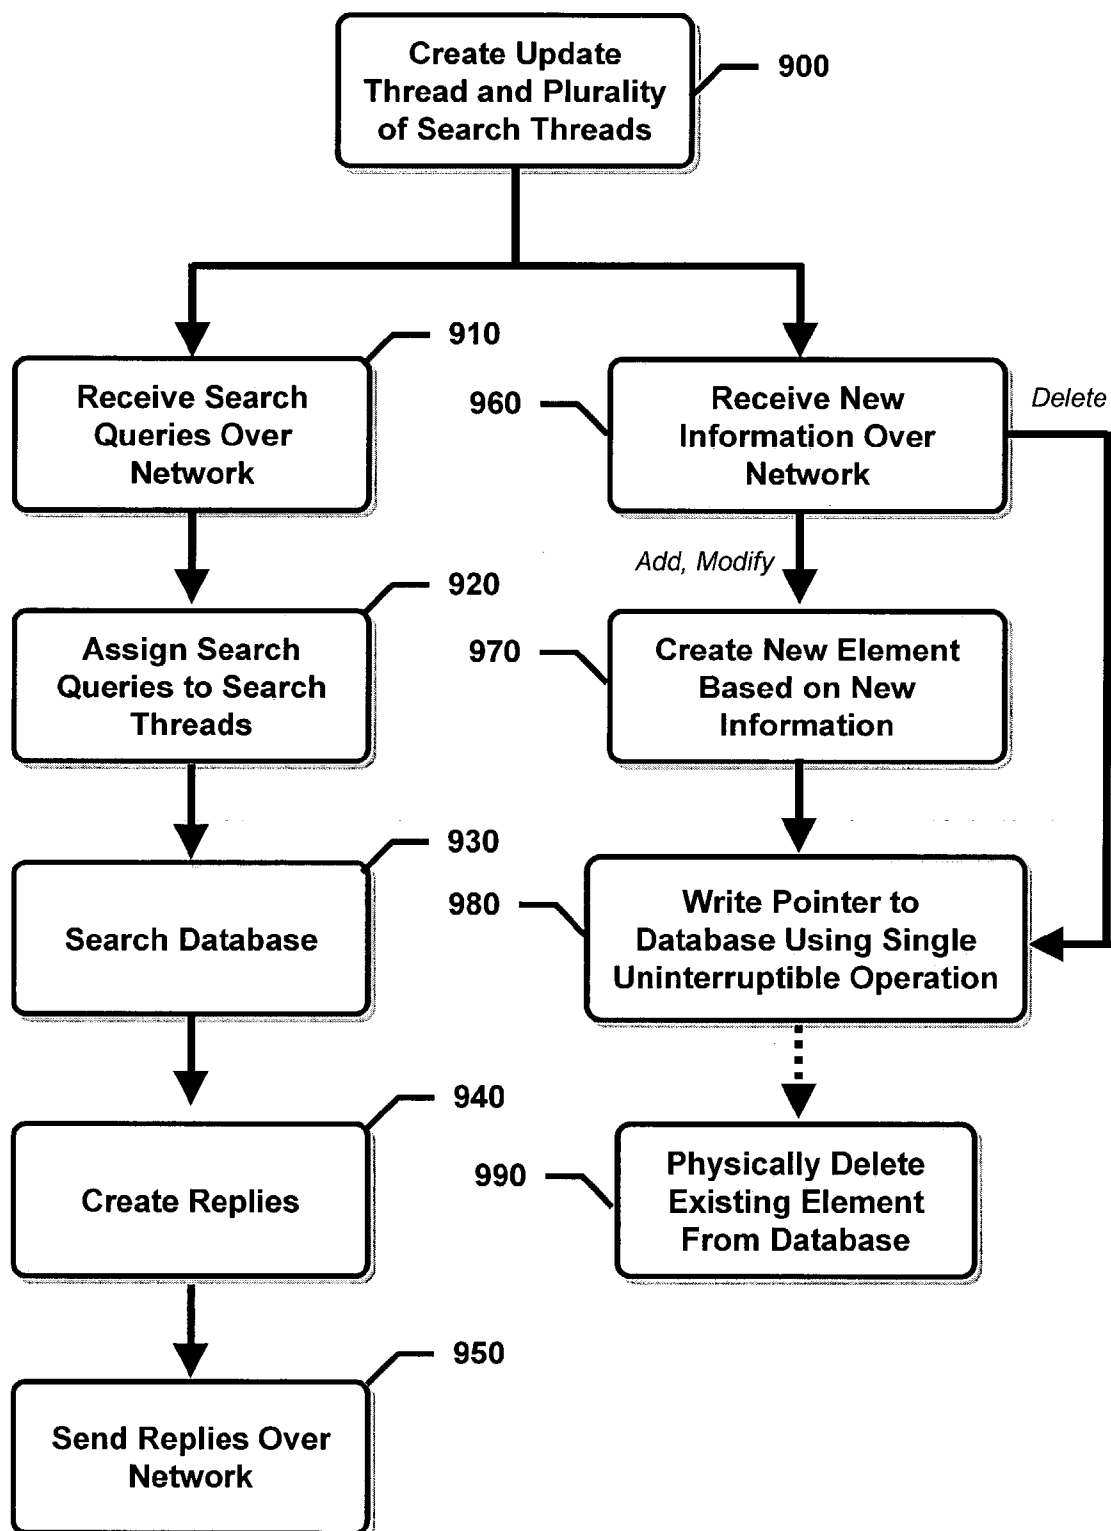 Create Update
Thread and Plurality
of Search Threads
900
910
Receive Search
Queries Over
Network
960
Receive New
Information Over
Network
Delete
Add, Modify
920
Assign Search
Queries to Search
Threads
970
Create New Element
Based on New
Information
930
Search Database
980
Write Pointer to
Database Using Single
Uninterruptible Operation
940
Create Replies
990
Physically Delete
Existing Element
From Database
950
Send Replies Over
Network